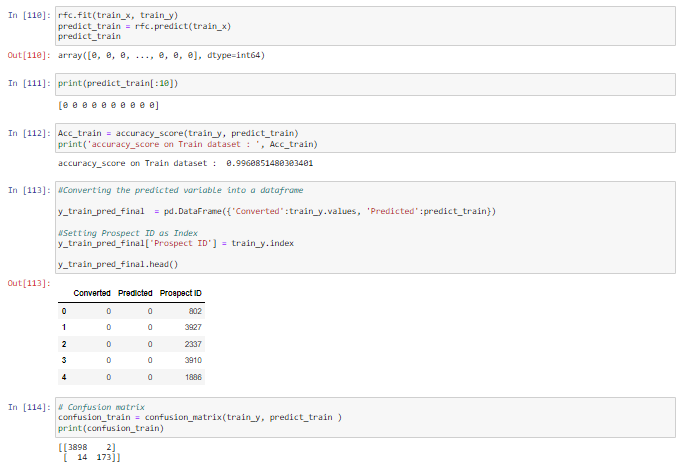 In [110]: rfc.fit(train_x, train_y)
predict_train = rfc.predict(train_x)
predict_train
Out[110]: array([0, 0, 0, ..., 0, 0, 0], dtype=int64)
In [111]: print(predict_train[:10])
[0 0 0 0 0 0 0 0 0 0]
In [112]: Acc_train = accuracy_score(train_y, predict_train)
print('accuracy_score on Train dataset : ', Acc_train)
accuracy_score on Train dataset :  0.9960851480303401
In [113]: #Converting the predicted variable into a dataframe
y_train_pred_final  = pd.DataFrame({'Converted':train_y.values, 'Predicted':predict_train})
#Setting Prospect ID as Index
y_train_pred_final['Prospect ID'] = train_y.index
y_train_pred_final.head()
Out[113]:
Converted Predicted Prospect ID
0 0 0 802
1 0 0 3927
2 0 0 2337
3 0 0 3910
4 0 0 1886
In [114]: # Confusion matrix
confusion_train = confusion_matrix(train_y, predict_train )
print(confusion_train)
[[3898    2]
[  14  173]]